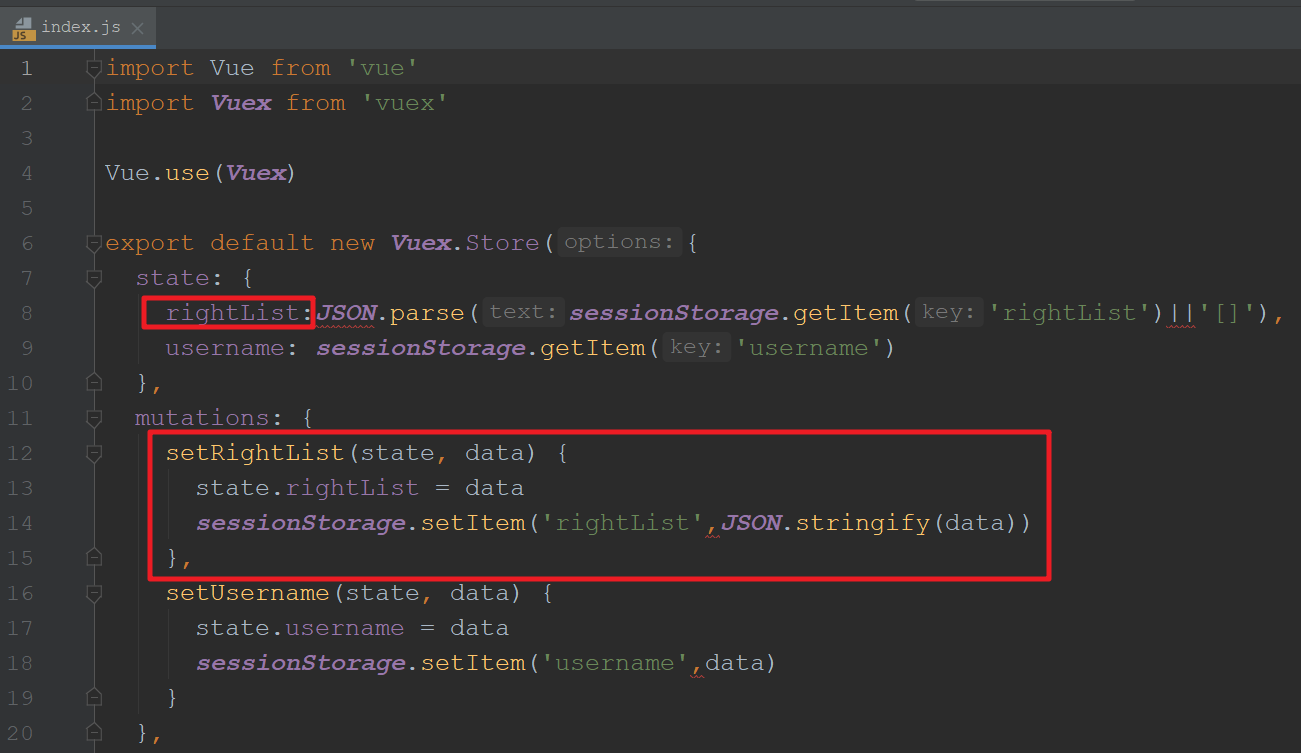 JS index.js
1 import Vue from 'vue'
2 import Vuex from 'vuex'
3
4 Vue.use(Vuex)
5
6 export default new Vuex.Store( options: {
7 state: {
8 rightList:JSON.parse( text: sessionStorage.getItem( key: 'rightList')||'[]'),
9 username: sessionStorage.getItem( key: 'username')
10 },
11 mutations: {
12 setRightList(state, data) {
13 state.rightList = data
14 sessionStorage.setItem('rightList',JSON.stringify(data))
15 },
16 setUsername(state, data) {
17 state.username = data
18 sessionStorage.setItem('username',data)
19 }
20 },